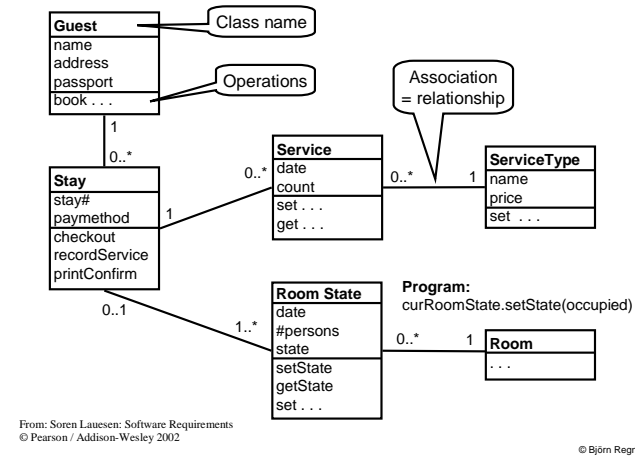 Guest
name
address
passport
book . . .
Class name
Operations
1
0..*
Stay
stay#
paymethod
checkout
recordService
printConfirm
1
0..*
Service
date
count
set . . .
get . . .
Association
= relationship
0..*
1
ServiceType
name
price
set . . .
0..1
1..*
Room State
date
#persons
state
setState
getState
set . . .
Program:
curRoomState.setState(occupied)
0..*
1
Room
. . .
From: Soren Lauesen: Software Requirements
© Pearson / Addison-Wesley 2002
© Björn Regr